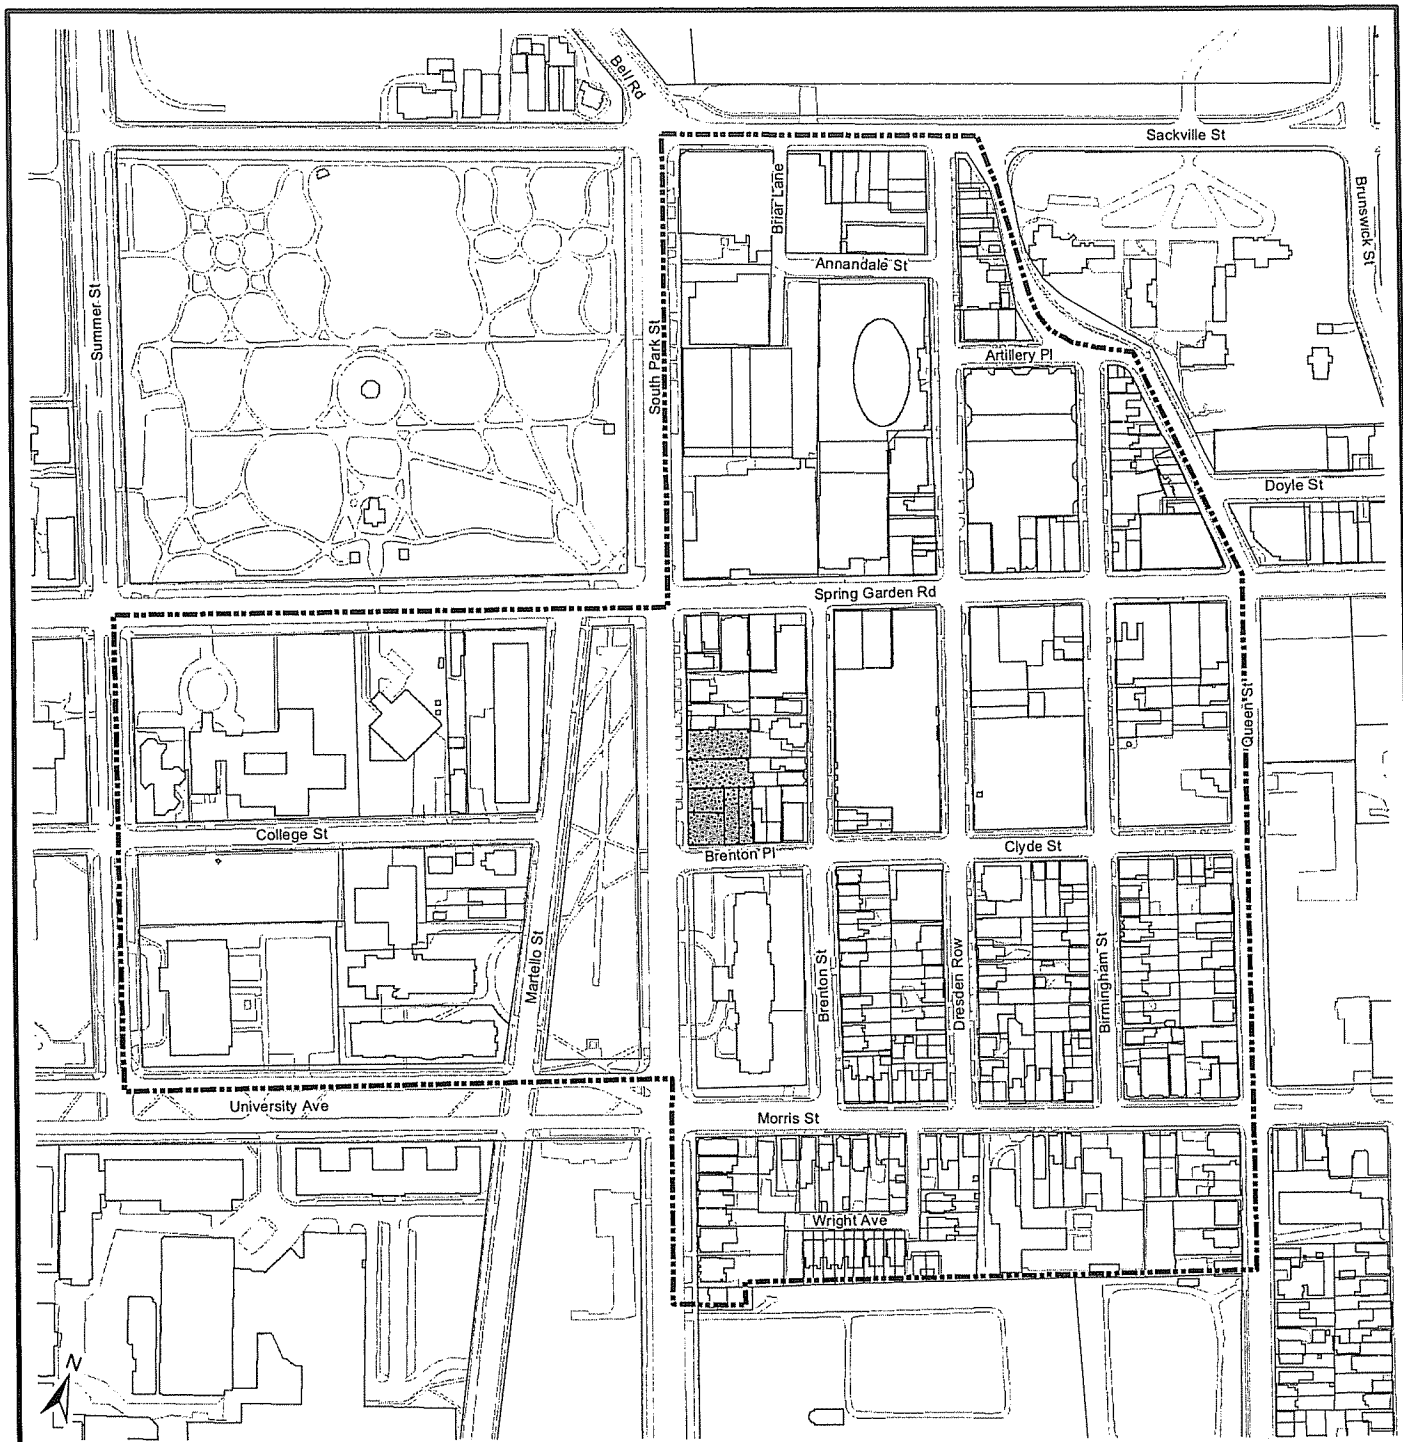 Bell Rd
Sackville St
Briar Lane
Brunswick St
Annandale St
Summer St
South Park St
Artillery Pl
Doyle St
Spring Garden Rd
Queen St
College St
Brenton Pl
Clyde St
Martello St
Brenton St
Dresden Row
Birmingham St
University Ave
Morris St
Wright Ave
N